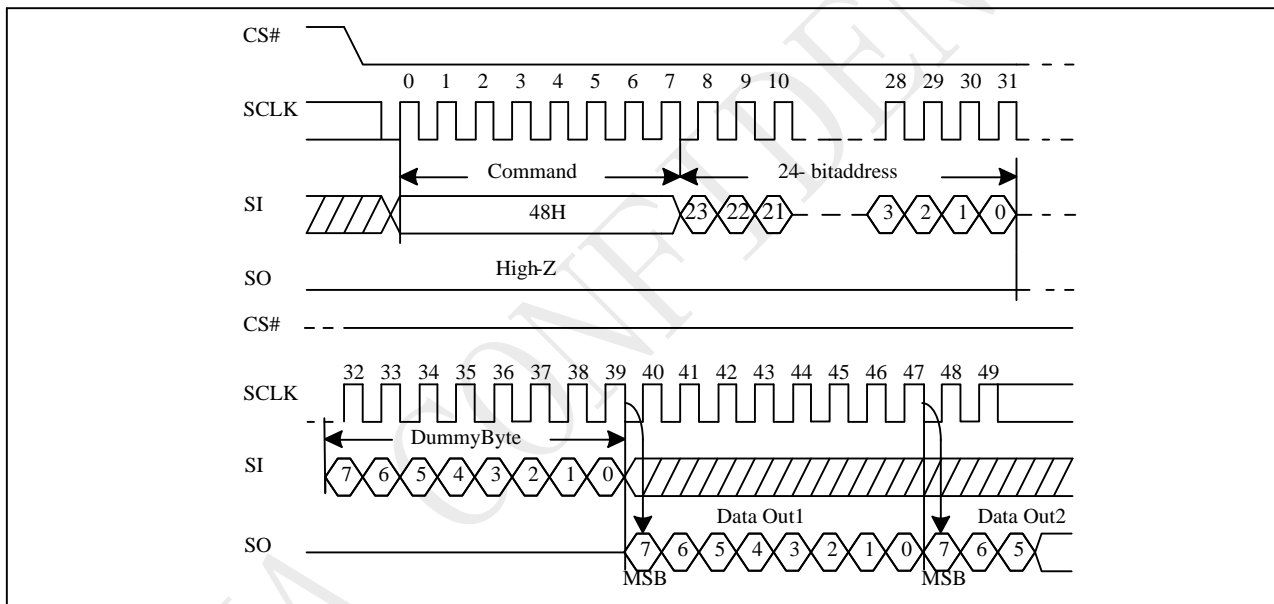 CS#
0 1 2 3 4 5 6 7 8 9 10 28 29 30 31
SCLK
Command 24- bitaddress
SI 48H 23 22 21 3 2 1 0
High-Z
SO
CS#
32 33 34 35 36 37 38 39 40 41 42 43 44 45 46 47 48 49
SCLK
DummyByte
SI 7 6 5 4 3 2 1 0
Data Out1 Data Out2
SO 7 6 5 4 3 2 1 0 7 6 5
MSB MSB